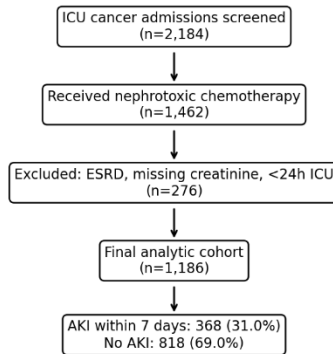 ICU cancer admissions screened
(n=2,184)
Received nephrotoxic chemotherapy
(n=1,462)
Excluded: ESRD, missing creatinine, <24h ICU
(n=276)
Final analytic cohort
(n=1,186)
AKI within 7 days: 368 (31.0%)
No AKI: 818 (69.0%)